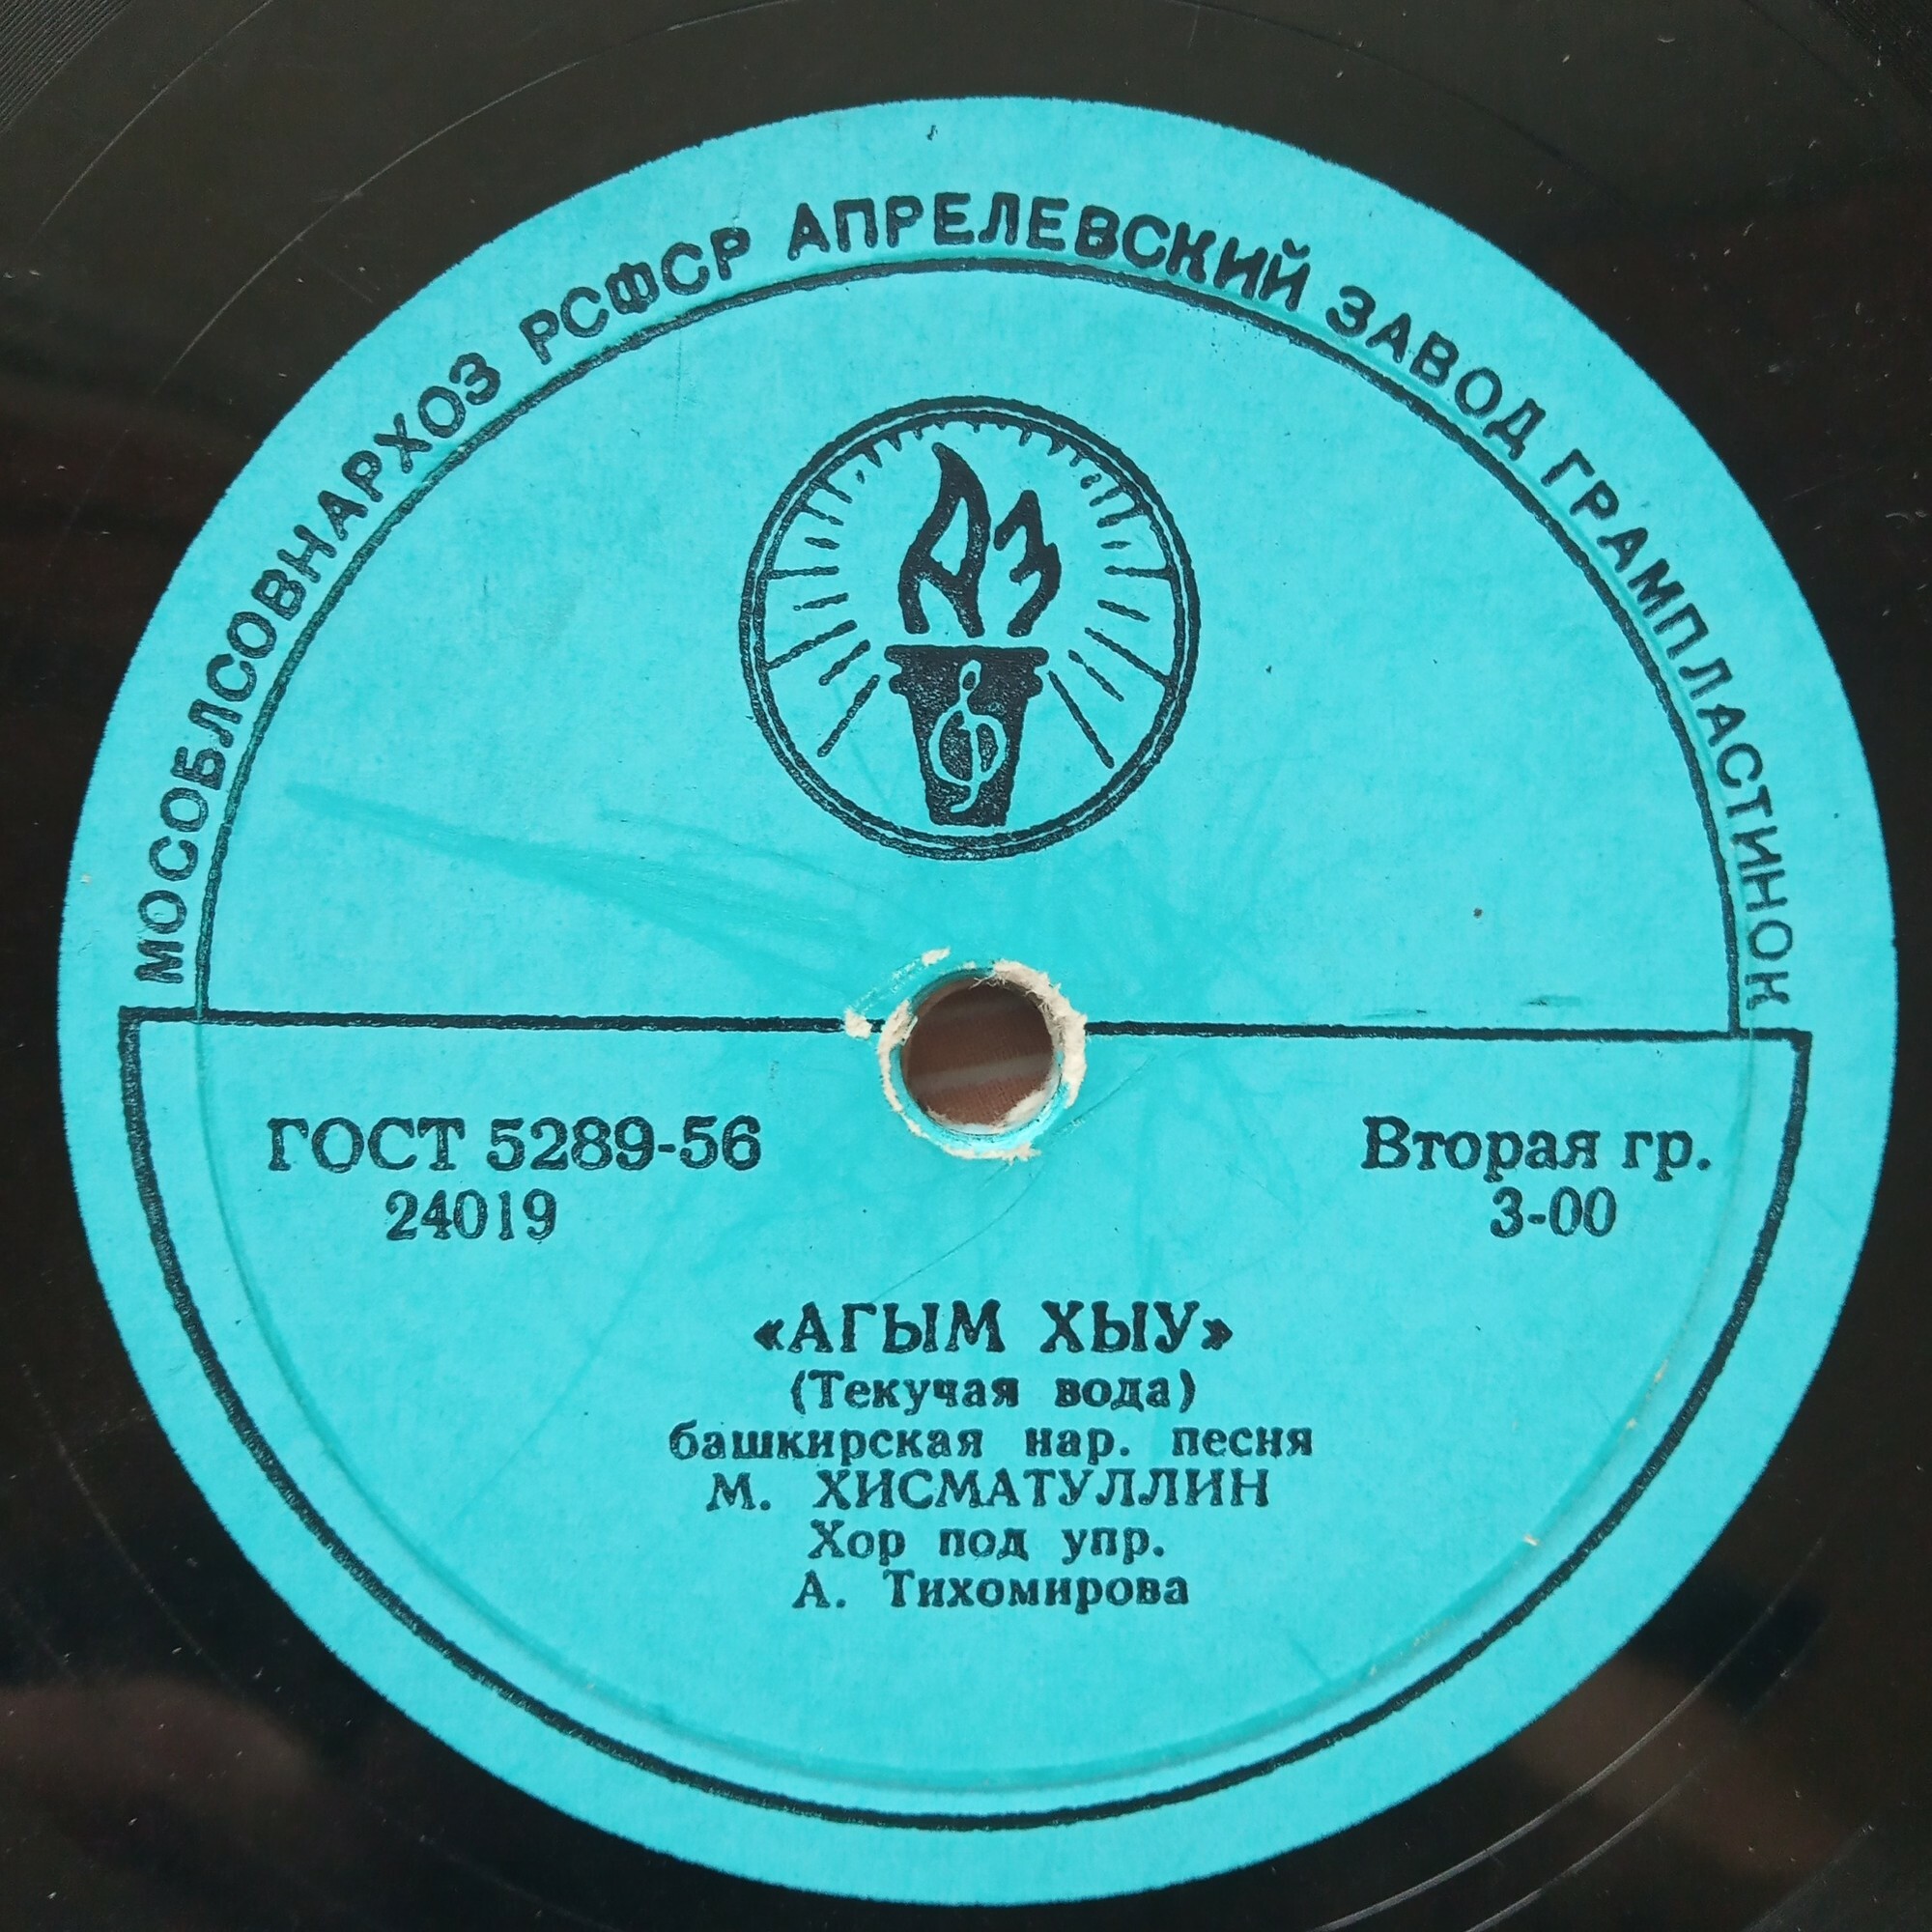 МОСОБЛСОВНАРХОЗ РСФСР АПРЕЛЕВСКИЙ ЗАВОД ГРАМПЛАСТИНОК
АЗ
ГОСТ 5289-56
24019
Вторая гр.
3-00
«АГЫМ ХЫУ»
(Текучая вода)
башкирская нар. песня
М. ХИСМАТУЛЛИН
Хор под упр.
А. Тихомирова